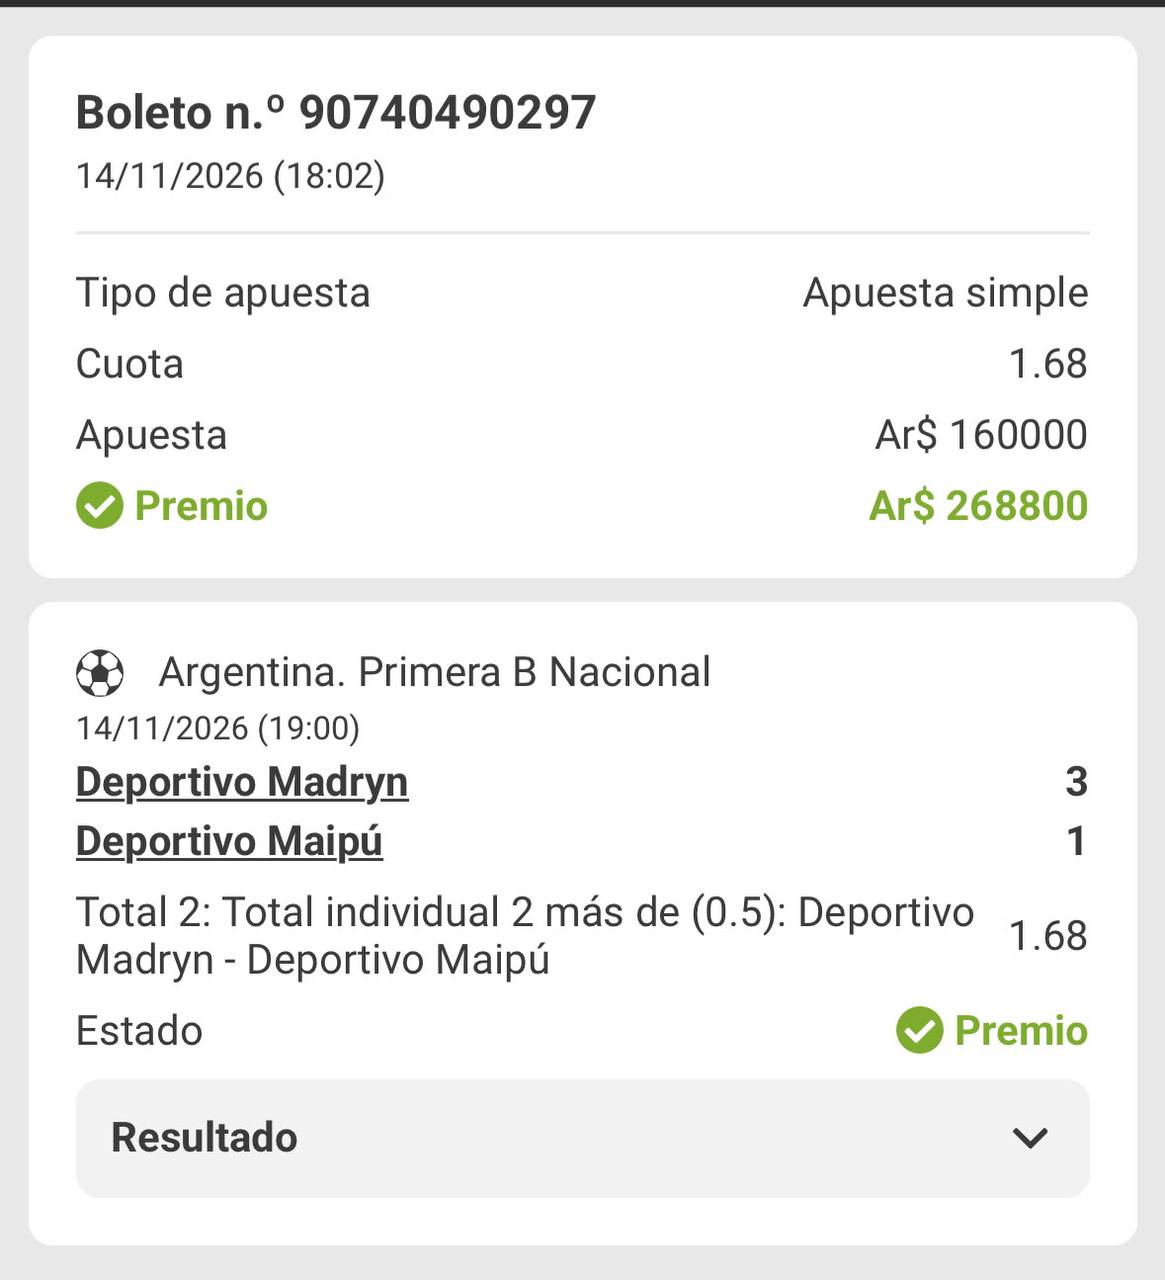 Boleto n.º 90740490297
14/11/2026 (18:02)
Tipo de apuesta Apuesta simple
Cuota 1.68
Apuesta Ar$ 160000
Premio Ar$ 268800
Argentina. Primera B Nacional
14/11/2026 (19:00)
Deportivo Madryn 3
Deportivo Maipú 1
Total 2: Total individual 2 más de (0.5): Deportivo
Madryn - Deportivo Maipú 1.68
Estado Premio
Resultado